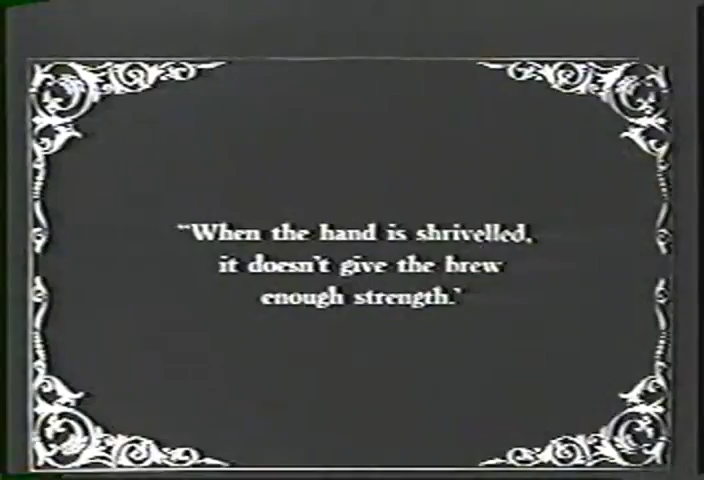 "When the hand is shrivelled,
it doesn't give the brew
enough strength."